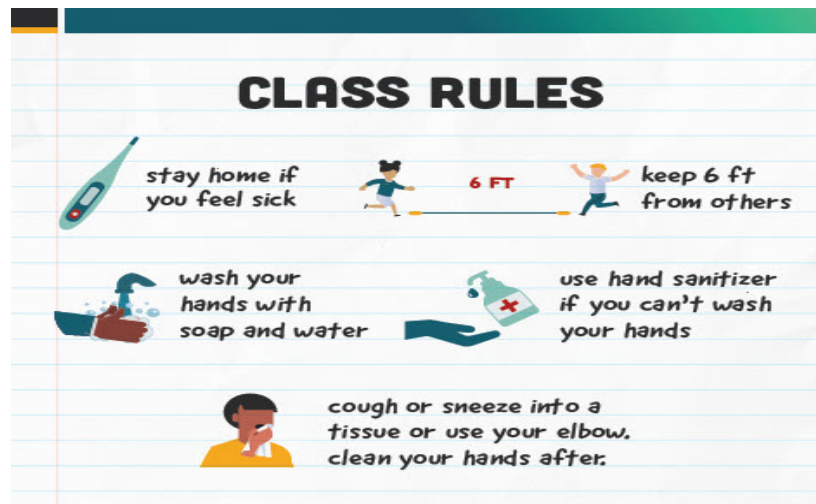 CLASS RULES
stay home if
you feel sick
6 FT
keep 6 ft
from others
wash your
hands with
soap and water
use hand sanitizer
if you can't wash
your hands
cough or sneeze into a
tissue or use your elbow.
clean your hands after.